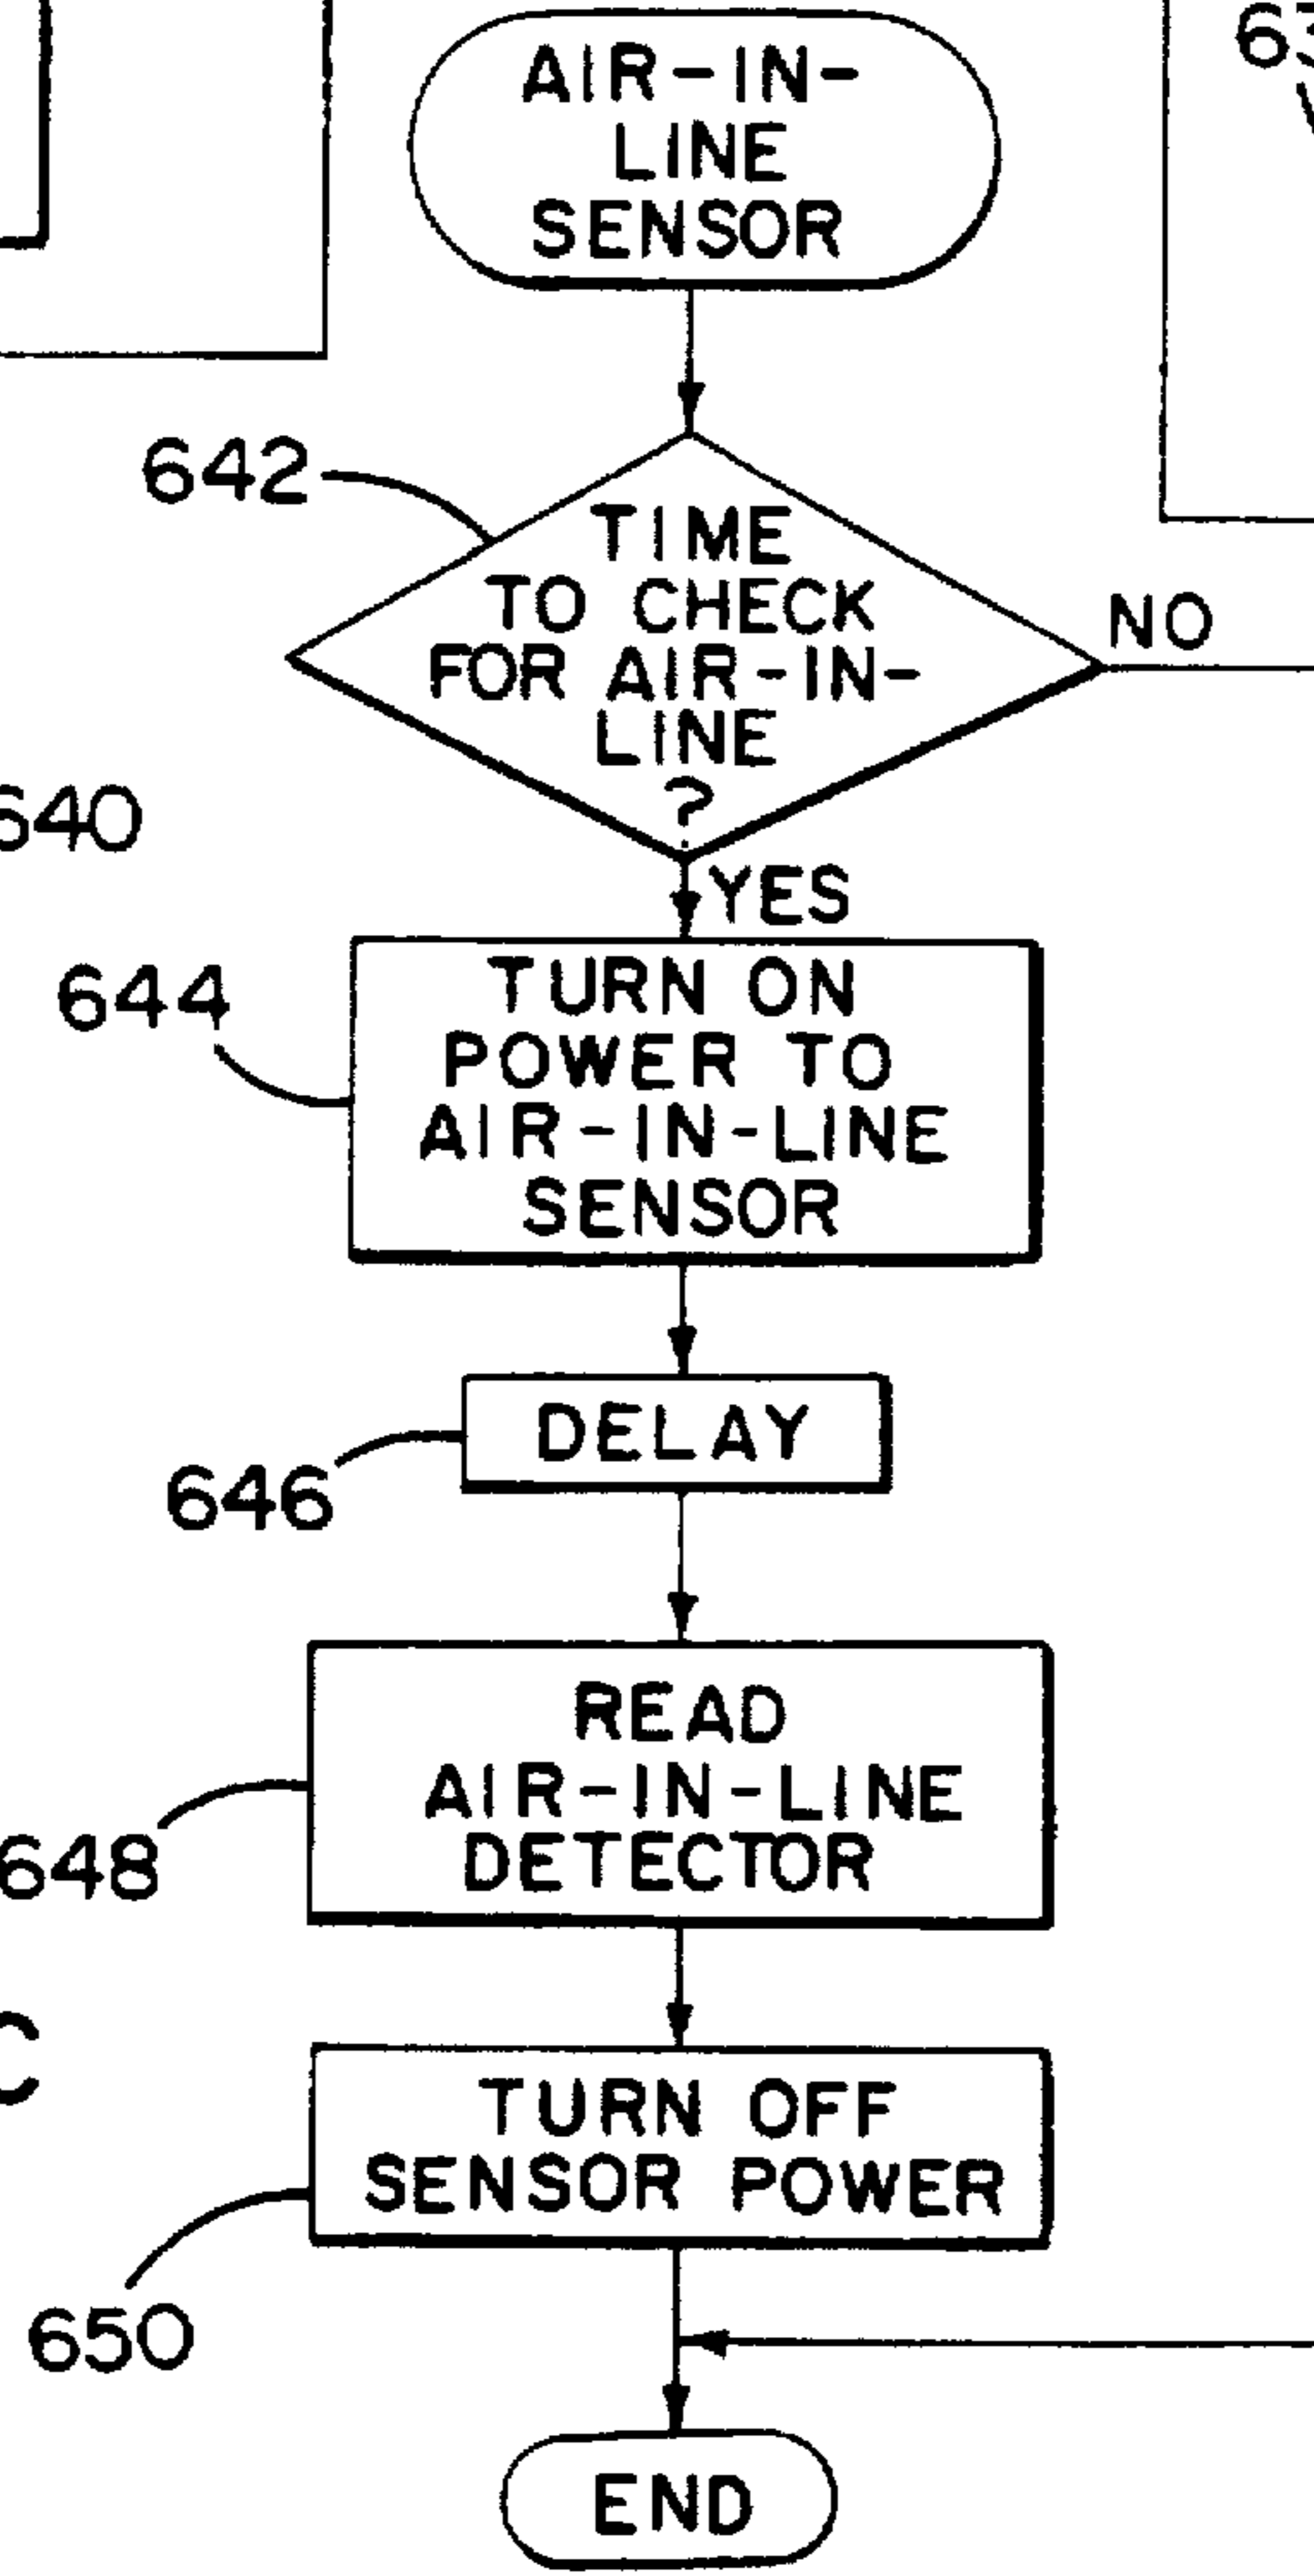 AIR-IN-
LINE
SENSOR
642
TIME
TO CHECK
FOR AIR-IN-
LINE
?
NO
640
YES
644
TURN ON
POWER TO
AIR-IN-LINE
SENSOR
DELAY
646
READ
AIR-IN-LINE
DETECTOR
648
C
TURN OFF
SENSOR POWER
650
END